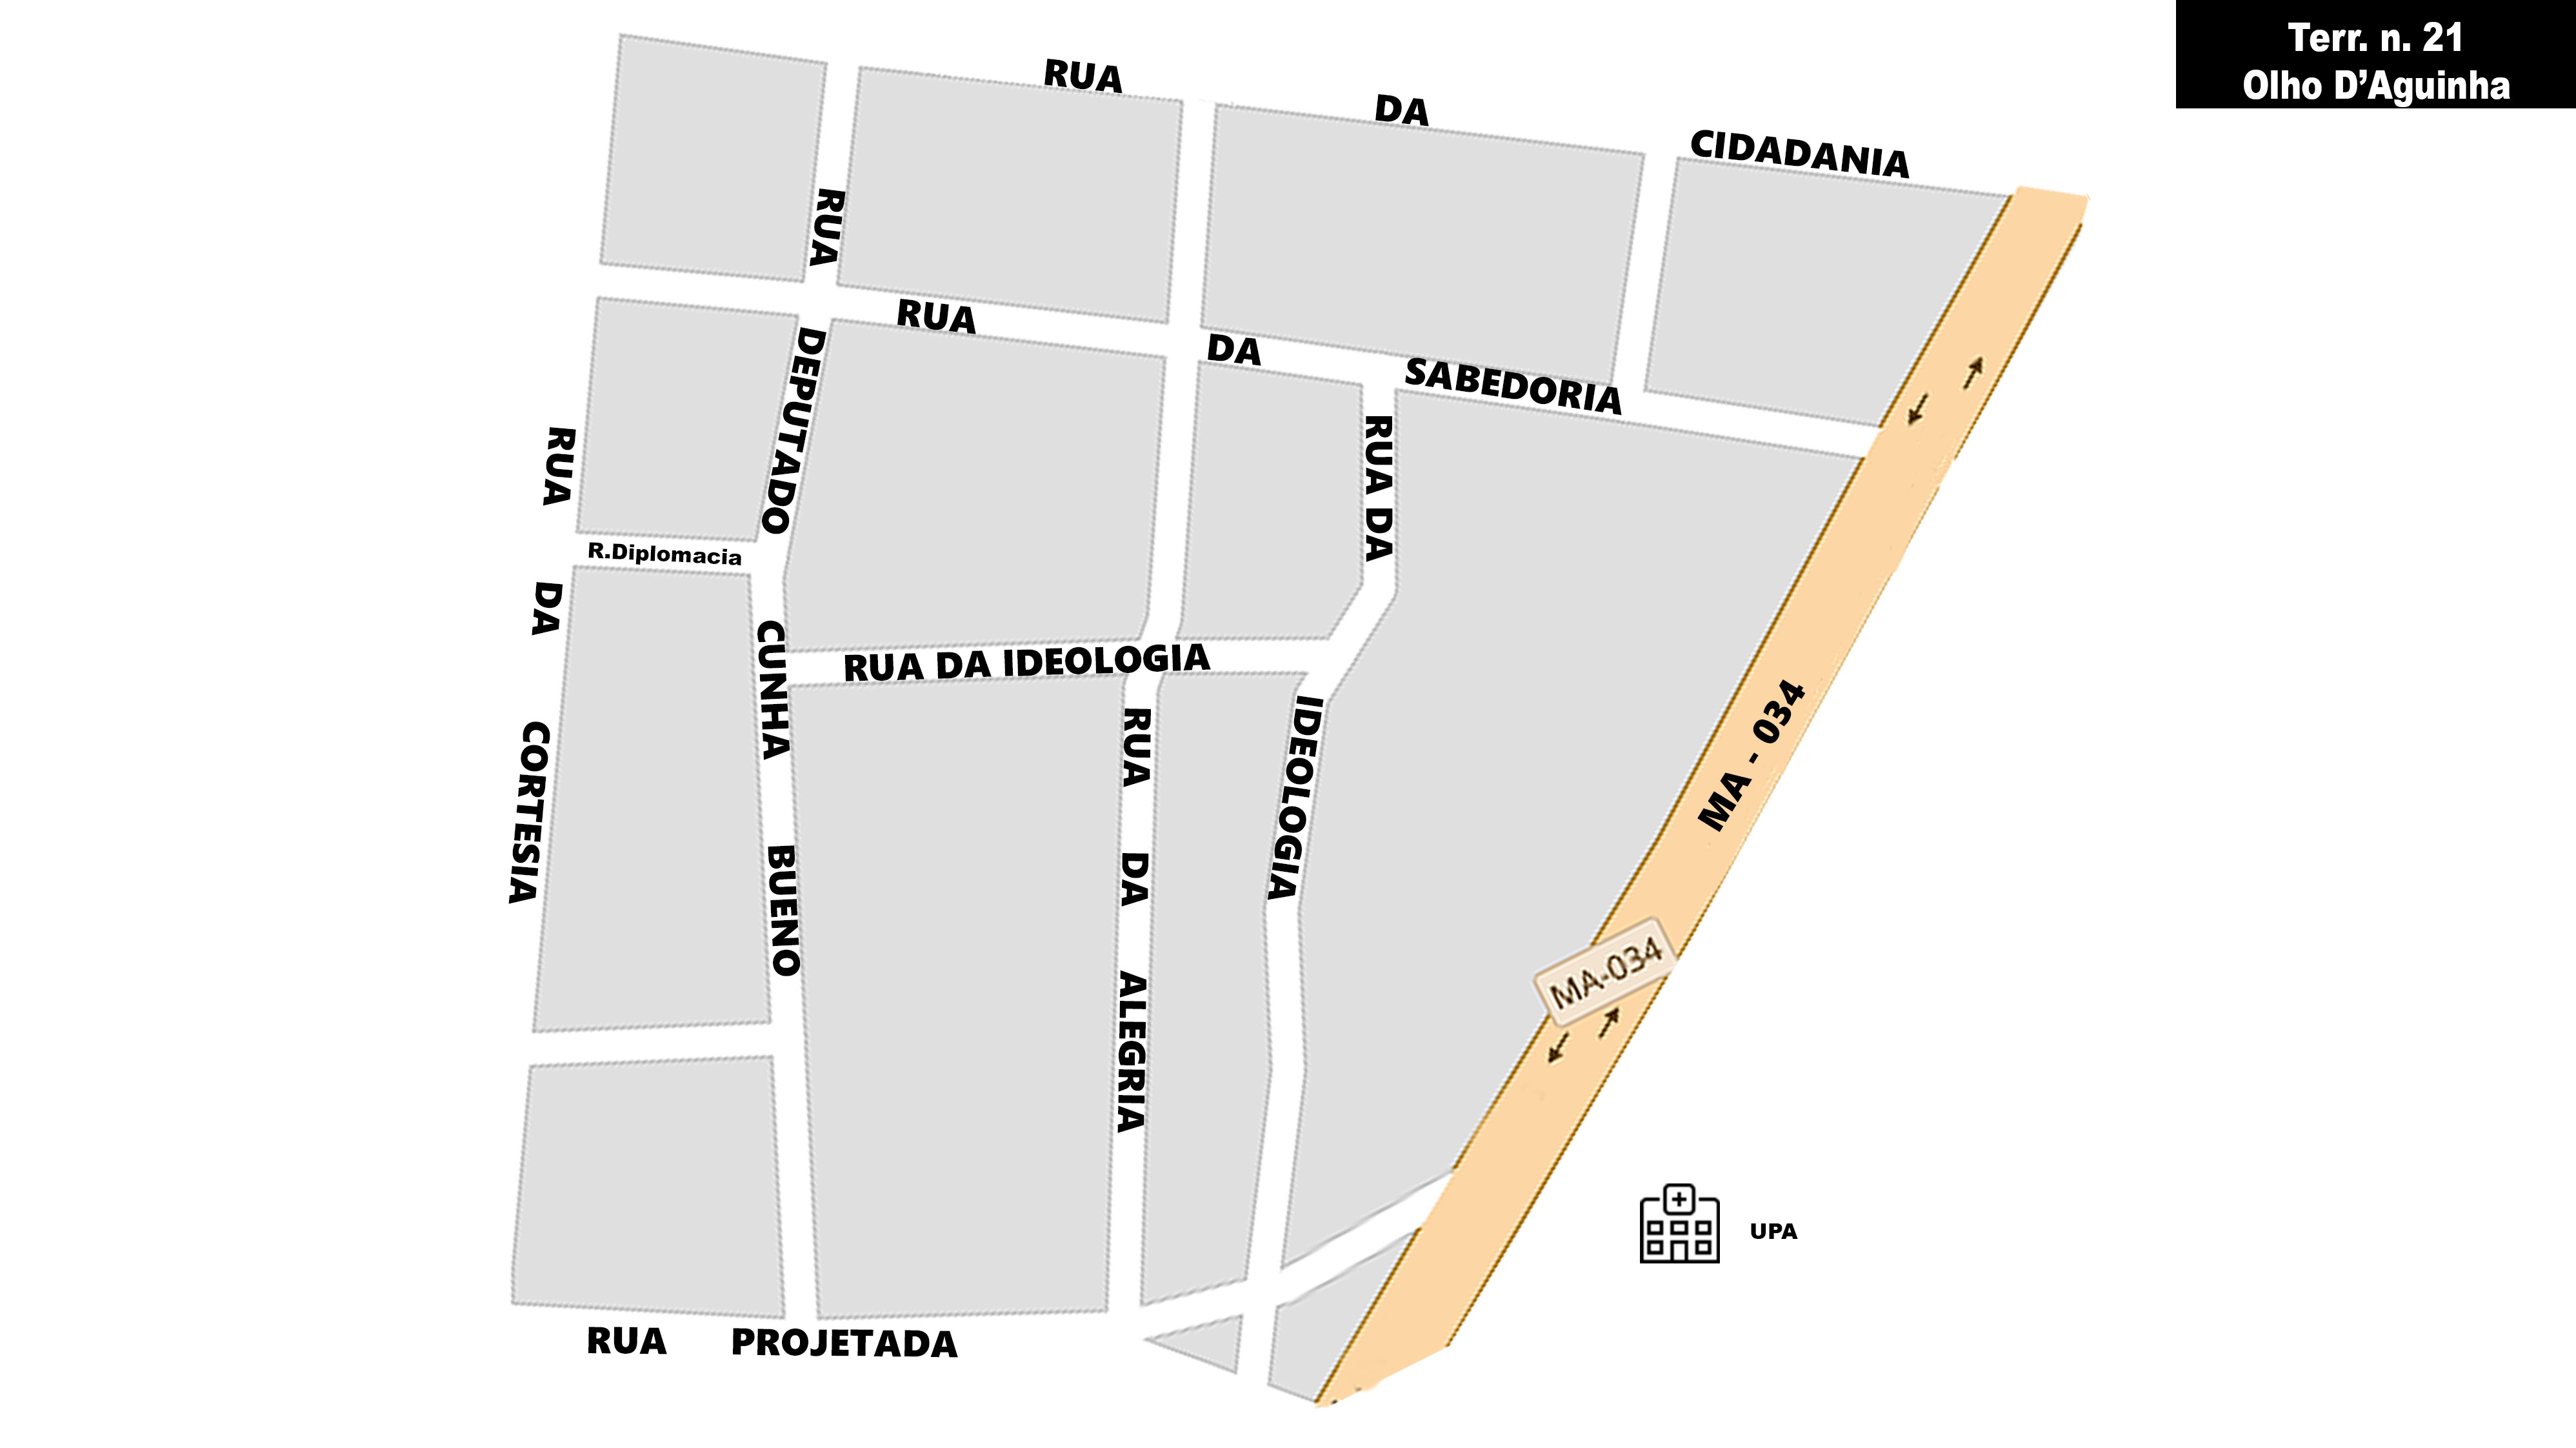 Terr. n. 21
Olho D’Aguinha
RUA DA CIDADANIA
RUA DA SABEDORIA
RUA DEPUTADO CUNHA BUENO
RUA DA CORTESIA
R.Diplomacia
RUA DA IDEOLOGIA
RUA DA IDEOLOGIA
RUA DA ALEGRIA
MA - 034
MA-034
UPA
RUA PROJETADA